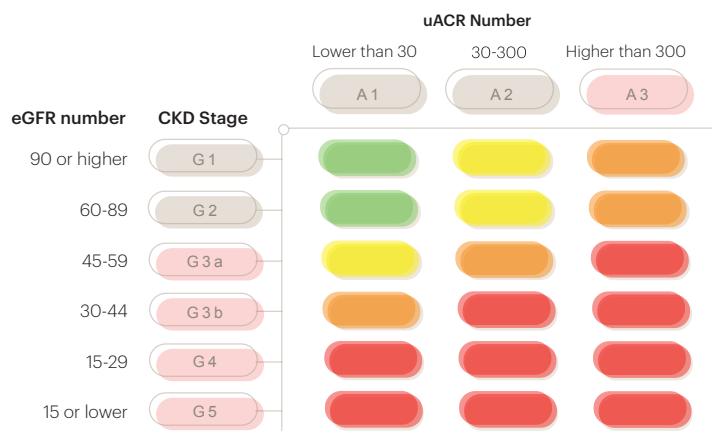 uACR Number
Lower than 30 30-300 Higher than 300
A 1 A 2 A 3
eGFR number CKD Stage
90 or higher G 1
60-89 G 2
45-59 G 3 a
30-44 G 3 b
15-29 G 4
15 or lower G 5